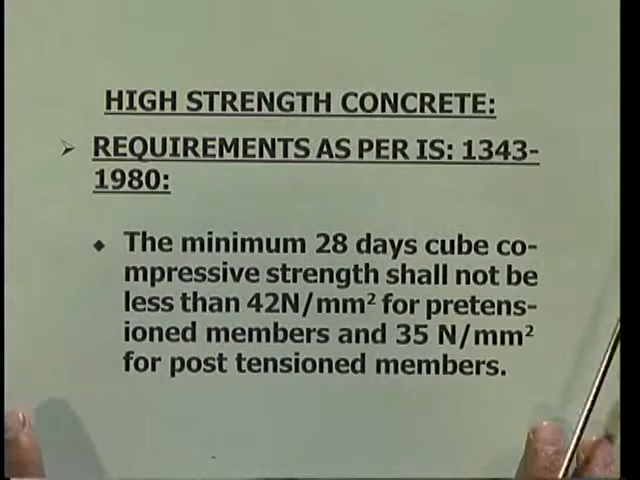 HIGH STRENGTH CONCRETE:
REQUIREMENTS AS PER IS: 1343-
1980:
The minimum 28 days cube co-
mpressive strength shall not be
less than 42N/mm² for pretens-
ioned members and 35 N/mm²
for post tensioned members.